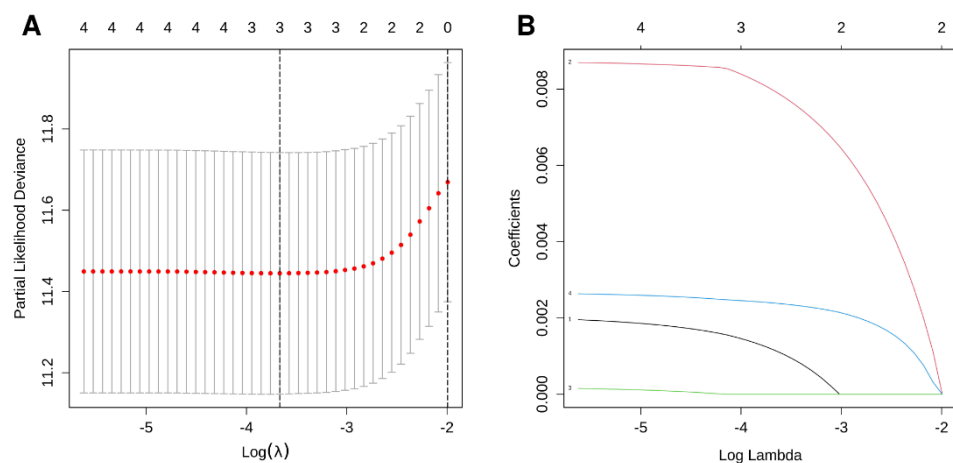 A
4 4 4 4 4 4 3 3 3 3 2 2 2 0
Partial Likelihood Deviance
11.8
11.6
11.4
11.2
-5 -4 -3 -2
Log(λ)
B
4 3 2 2
Coefficients
0.008
0.006
0.004
0.002
0.000
2
4
1
3
-5 -4 -3 -2
Log Lambda